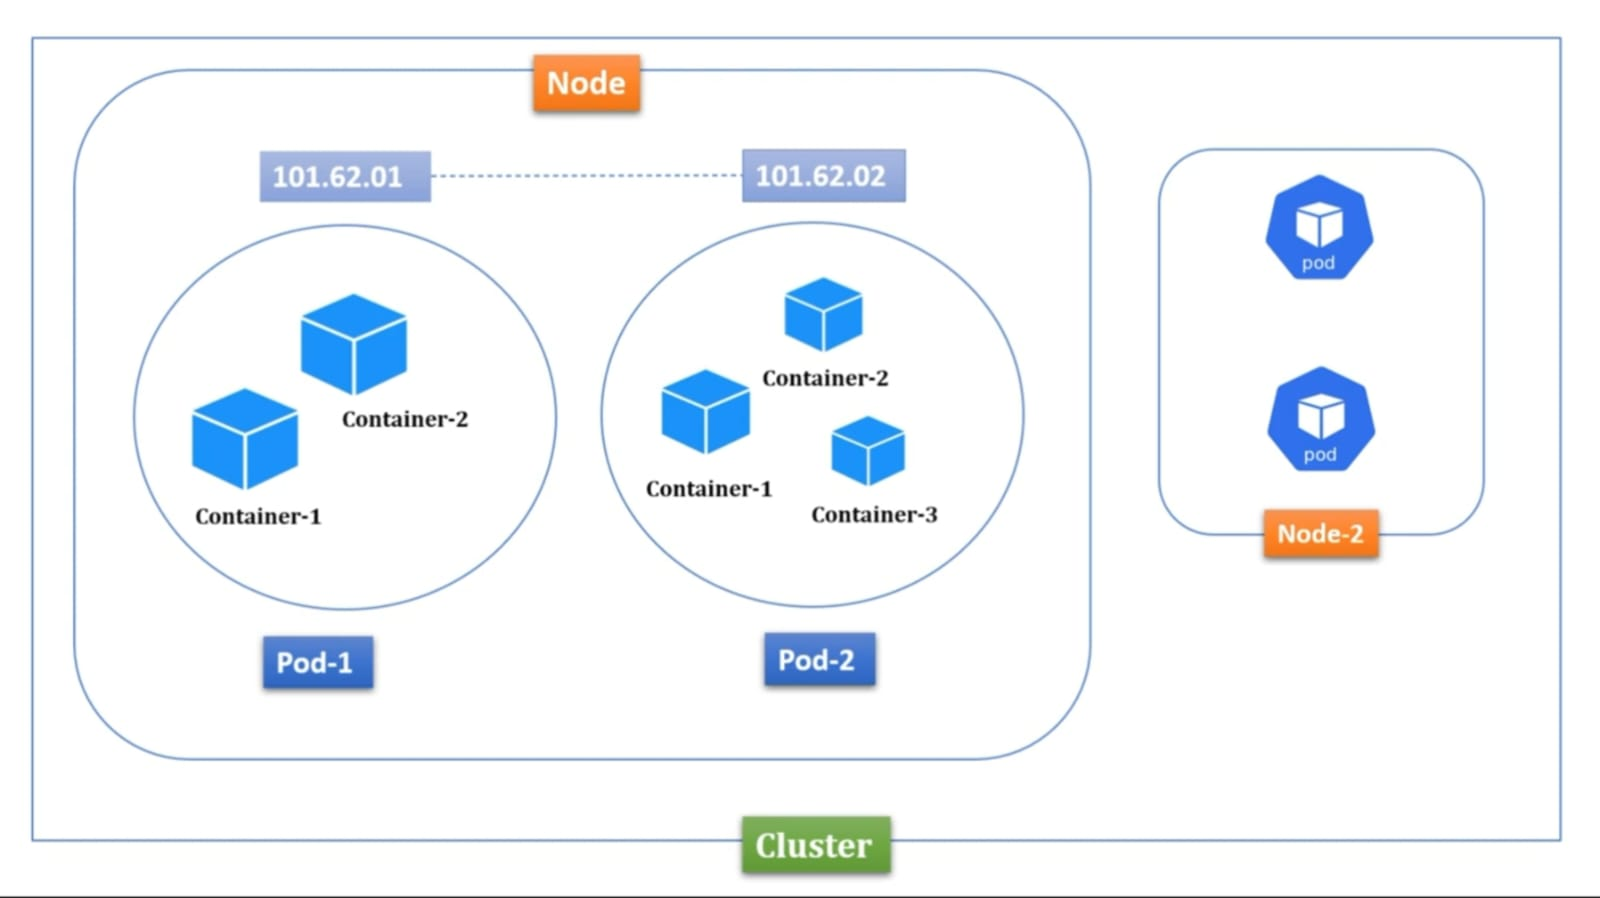 Node
101.62.01
101.62.02
pod
Container-2
Container-2
pod
Container-1
Container-1
Container-3
Node-2
Pod-1
Pod-2
Cluster